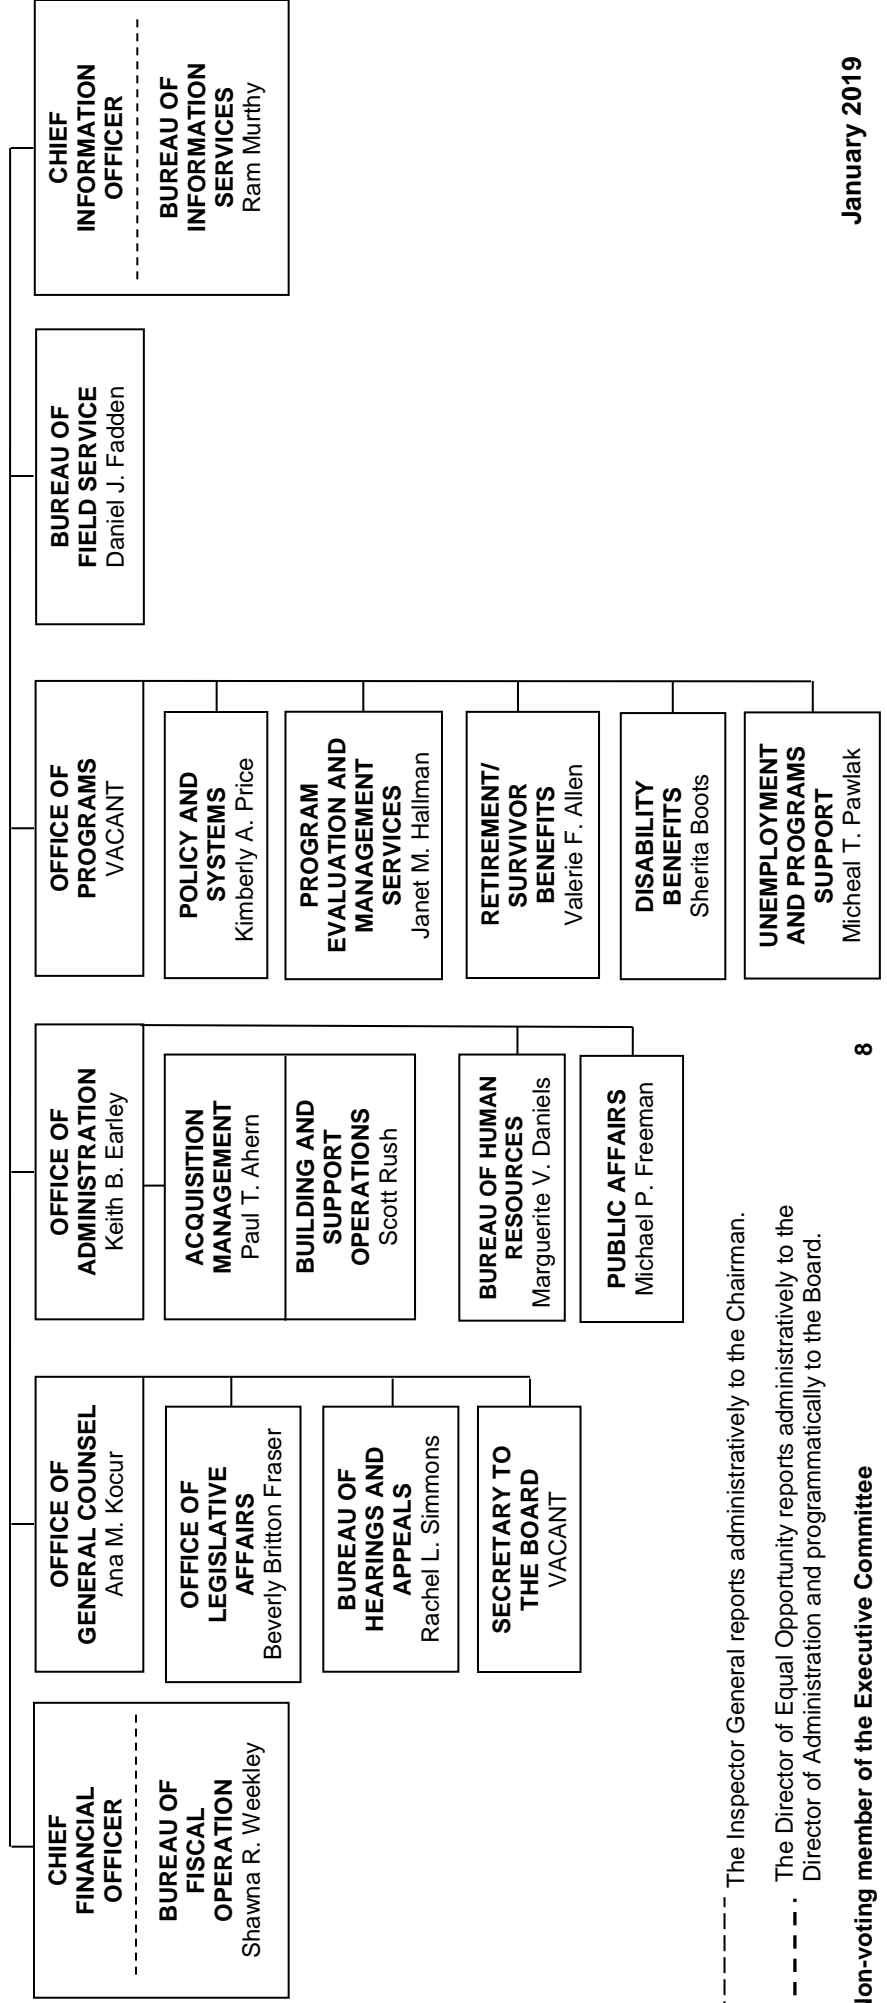 CHIEF
FINANCIAL
OFFICER
BUREAU OF
FISCAL
OPERATION
Shawna R. Weekley
OFFICE OF
GENERAL COUNSEL
Ana M. Kocur
OFFICE OF
LEGISLATIVE
AFFAIRS
Beverly Britton Fraser
BUREAU OF
HEARINGS AND
APPEALS
Rachel L. Simmons
SECRETARY TO
THE BOARD
VACANT
OFFICE OF
ADMINISTRATION
Keith B. Earley
ACQUISITION
MANAGEMENT
Paul T. Ahern
BUILDING AND
SUPPORT
OPERATIONS
Scott Rush
BUREAU OF HUMAN
RESOURCES
Marguerite V. Daniels
PUBLIC AFFAIRS
Michael P. Freeman
OFFICE OF
PROGRAMS
VACANT
POLICY AND
SYSTEMS
Kimberly A. Price
PROGRAM
EVALUATION AND
MANAGEMENT
SERVICES
Janet M. Hallman
RETIREMENT/
SURVIVOR
BENEFITS
Valerie F. Allen
DISABILITY
BENEFITS
Sherita Boots
UNEMPLOYMENT
AND PROGRAMS
SUPPORT
Micheal T. Pawlak
BUREAU OF
FIELD SERVICE
Daniel J. Fadden
CHIEF
INFORMATION
OFFICER
BUREAU OF
INFORMATION
SERVICES
Ram Murthy
The Inspector General reports administratively to the Chairman.
The Director of Equal Opportunity reports administratively to the
Director of Administration and programmatically to the Board.
on-voting member of the Executive Committee
8
January 2019